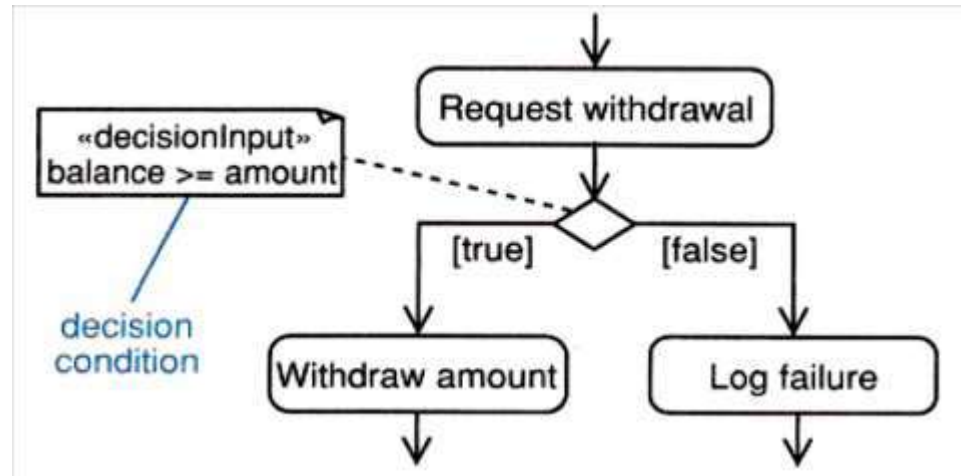 Request withdrawal
«decisionInput»
balance >= amount
[true]
[false]
decision
condition
Withdraw amount
Log failure